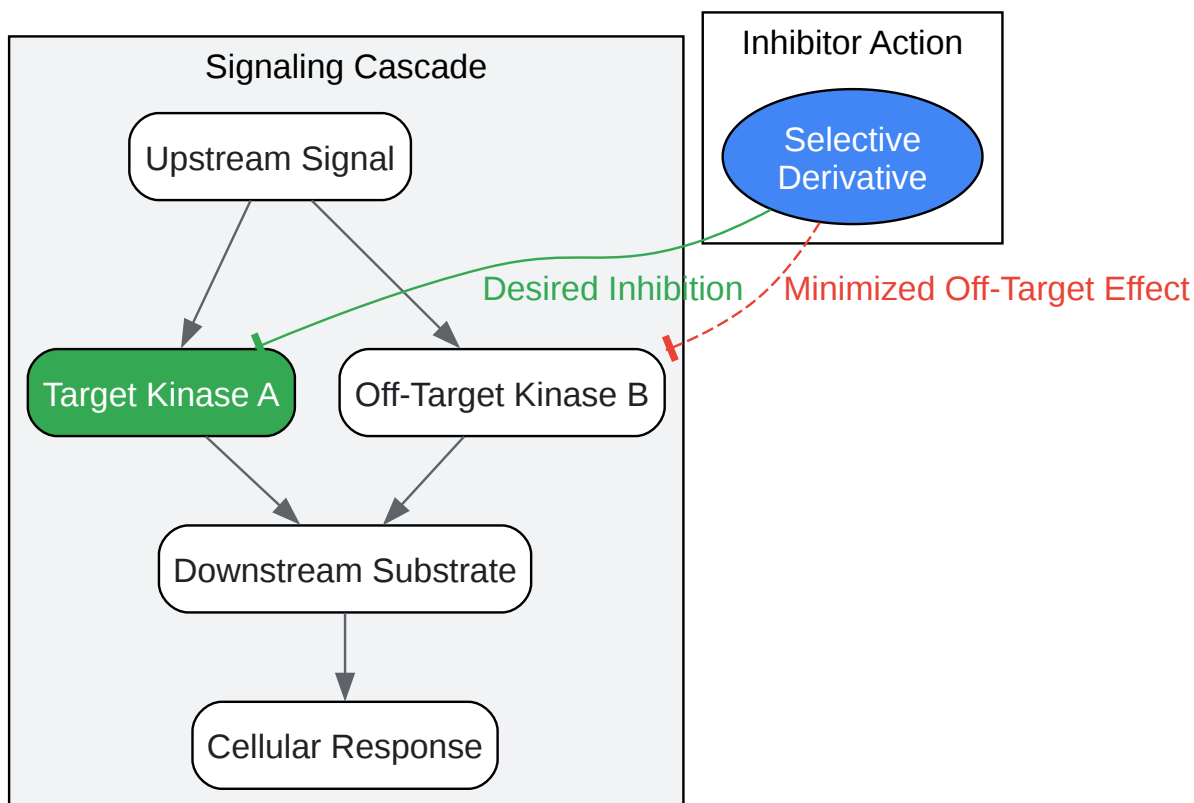 Signaling Cascade
Inhibitor Action
Upstream Signal
Selective
Derivative
Desired Inhibition
Minimized Off-Target Effect
Target Kinase A
Off-Target Kinase B
Downstream Substrate
Cellular Response